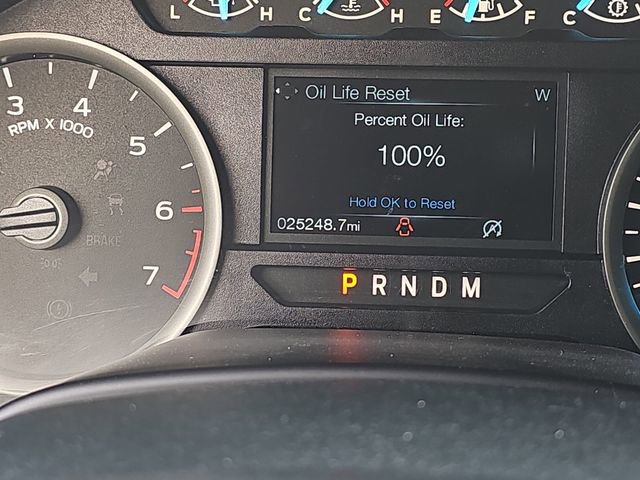 L H C H E F C
Oil Life Reset W
Percent Oil Life:
100%
Hold OK to Reset
025248.7mi
P R N D M
3 4 5 6 7
RPM X 1000
BRAKE